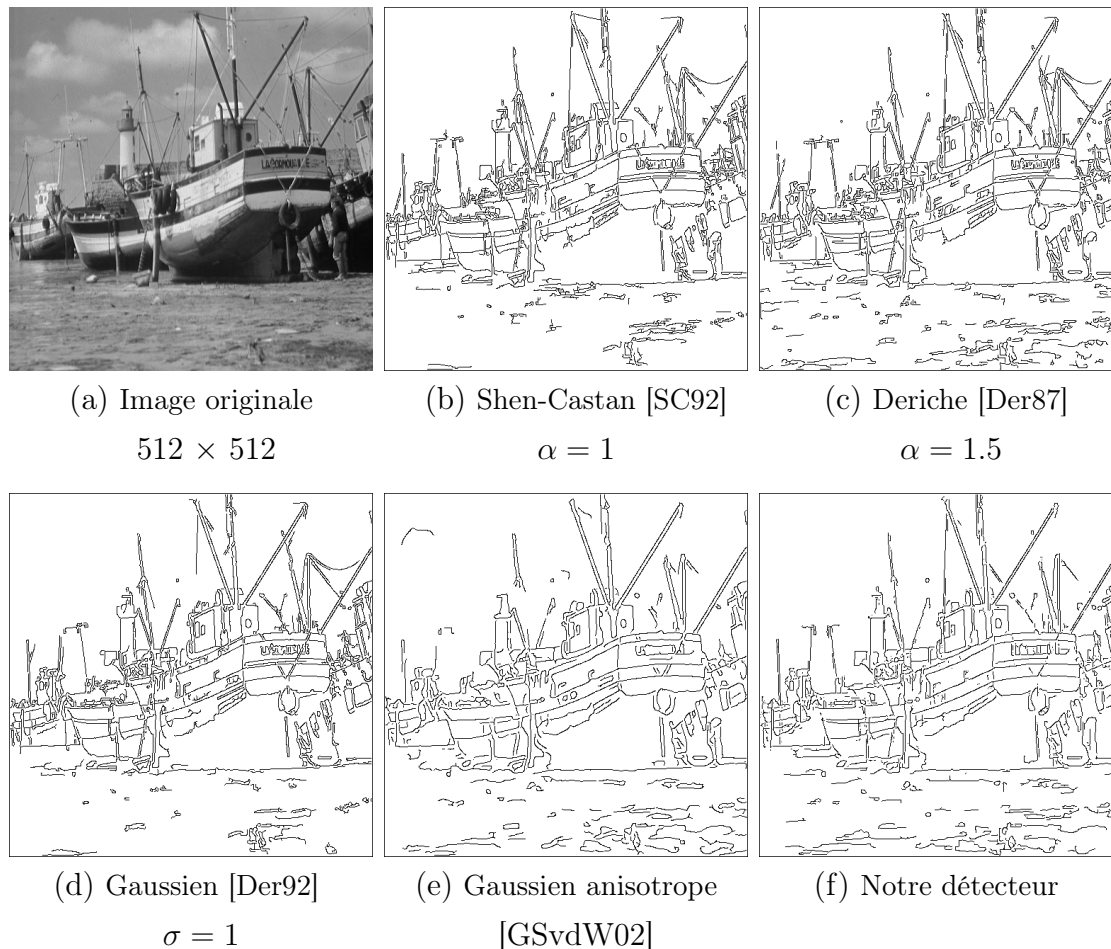 (a) Image originale
512 × 512
(b) Shen-Castan [SC92]
α = 1
(c) Deriche [Der87]
α = 1.5
(d) Gaussien [Der92]
σ = 1
(e) Gaussien anisotrope
[GSvdW02]
(f) Notre détecteur